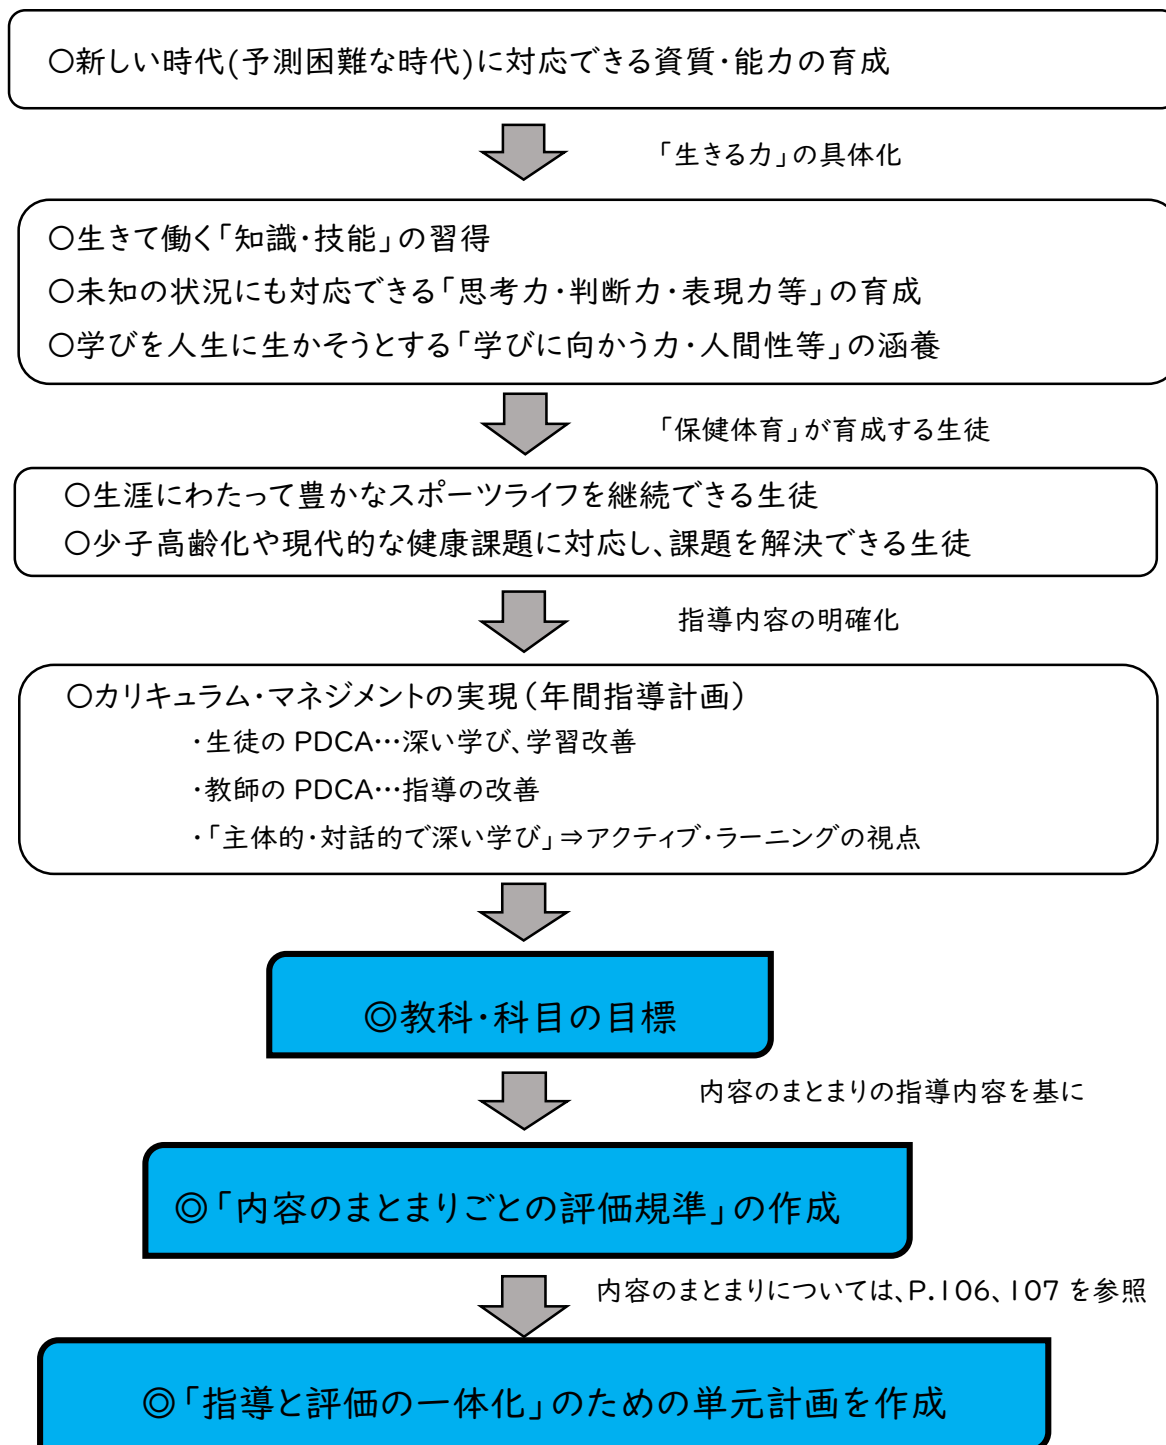 〇新しい時代(予測困難な時代)に対応できる資質・能力の育成
「生きる力」の具体化
〇生きて働く「知識・技能」の習得
〇未知の状況にも対応できる「思考力・判断力・表現力等」の育成
〇学びを人生に生かそうとする「学びに向かう力・人間性等」の涵養
「保健体育」が育成する生徒
〇生涯にわたって豊かなスポーツライフを継続できる生徒
〇少子高齢化や現代的な健康課題に対応し、課題を解決できる生徒
指導内容の明確化
〇カリキュラム・マネジメントの実現(年間指導計画)
・生徒の PDCA…深い学び、学習改善
・教師の PDCA…指導の改善
・「主体的・対話的で深い学び」⇒アクティブ・ラーニングの視点
◎教科・科目の目標
内容のまとまりの指導内容を基に
◎「内容のまとまりごとの評価規準」の作成
内容のまとまりについては、P.106、107 を参照
◎「指導と評価の一体化」のための単元計画を作成